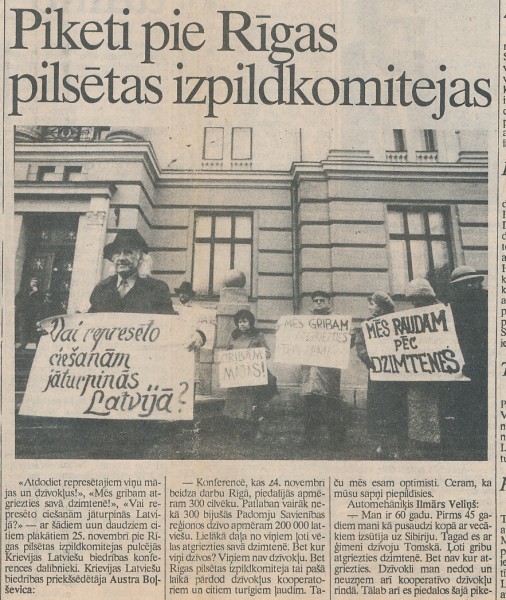 Piketi pie Rīgas
pilsētas izpildkomitejas
Vai represēto
ciešanām
jāturpinās
Latvijā?
GRIBAM
MĀJĀS!
MĒS GRIBAM
MĒS RAUDAM
PĒC
DZIMTENES
«Atdodiet represētajiem viņu mā-
jas un dzīvokļus!», «Mēs gribam at-
griezties savā dzimtenē!», «Vai rep-
resēto ciešanām jāturpinās Latvi-
jā?» — ar šādiem uun daudziem ci-
tiem plakātiem 25. novembrī pie Rī-
gas pilsētas izpildkomitejas pulcējās
Krievijas Latviešu biedrības konfe-
rences dalībnieki. Krievijas Latviešu
biedrības priekšsēdētāja Austra Boļ-
ševica:
— Konferencē, kas 24. novembrī
beidza darbu Rīgā, piedalījās apmē-
ram 300 cilvēku. Patlaban vairāk ne-
kā 300 bijušās Padomju Savienības
reģionos dzīvo apmēram 200 000 lat-
viešu. Lielākā daļa no viņiem ļoti vē-
las atgriezties savā dzimtenē. Bet kur
viņi dzīvos? Viņiem nav dzīvokļu. Bet
Rīgas pilsētas izpildkomiteja tai pašā
laikā pārdod dzīvokļus kooperato-
riem un citiem turīgiem ļaudīm. Ta-
ču mēs esam optimisti. Ceram, ka
mūsu sapņi piepildīsies.
Automehāniķis Ilmārs Veliņš:
— Man ir 60 gadu. Pirms 45 ga-
diem mani kā pusaudzi kopā ar vecā-
kiem izsūtīja uz Sibīriju. Tagad es ar
ģimeni dzīvoju Tomskā. Ļoti gribu
atgriezties dzimtenē. Bet nav kur at-
griezties. Dzīvokli man nedod un
neuzņem arī kooperatīvo dzīvokļu
rindā. Tālab arī es piedalos šajā pike-